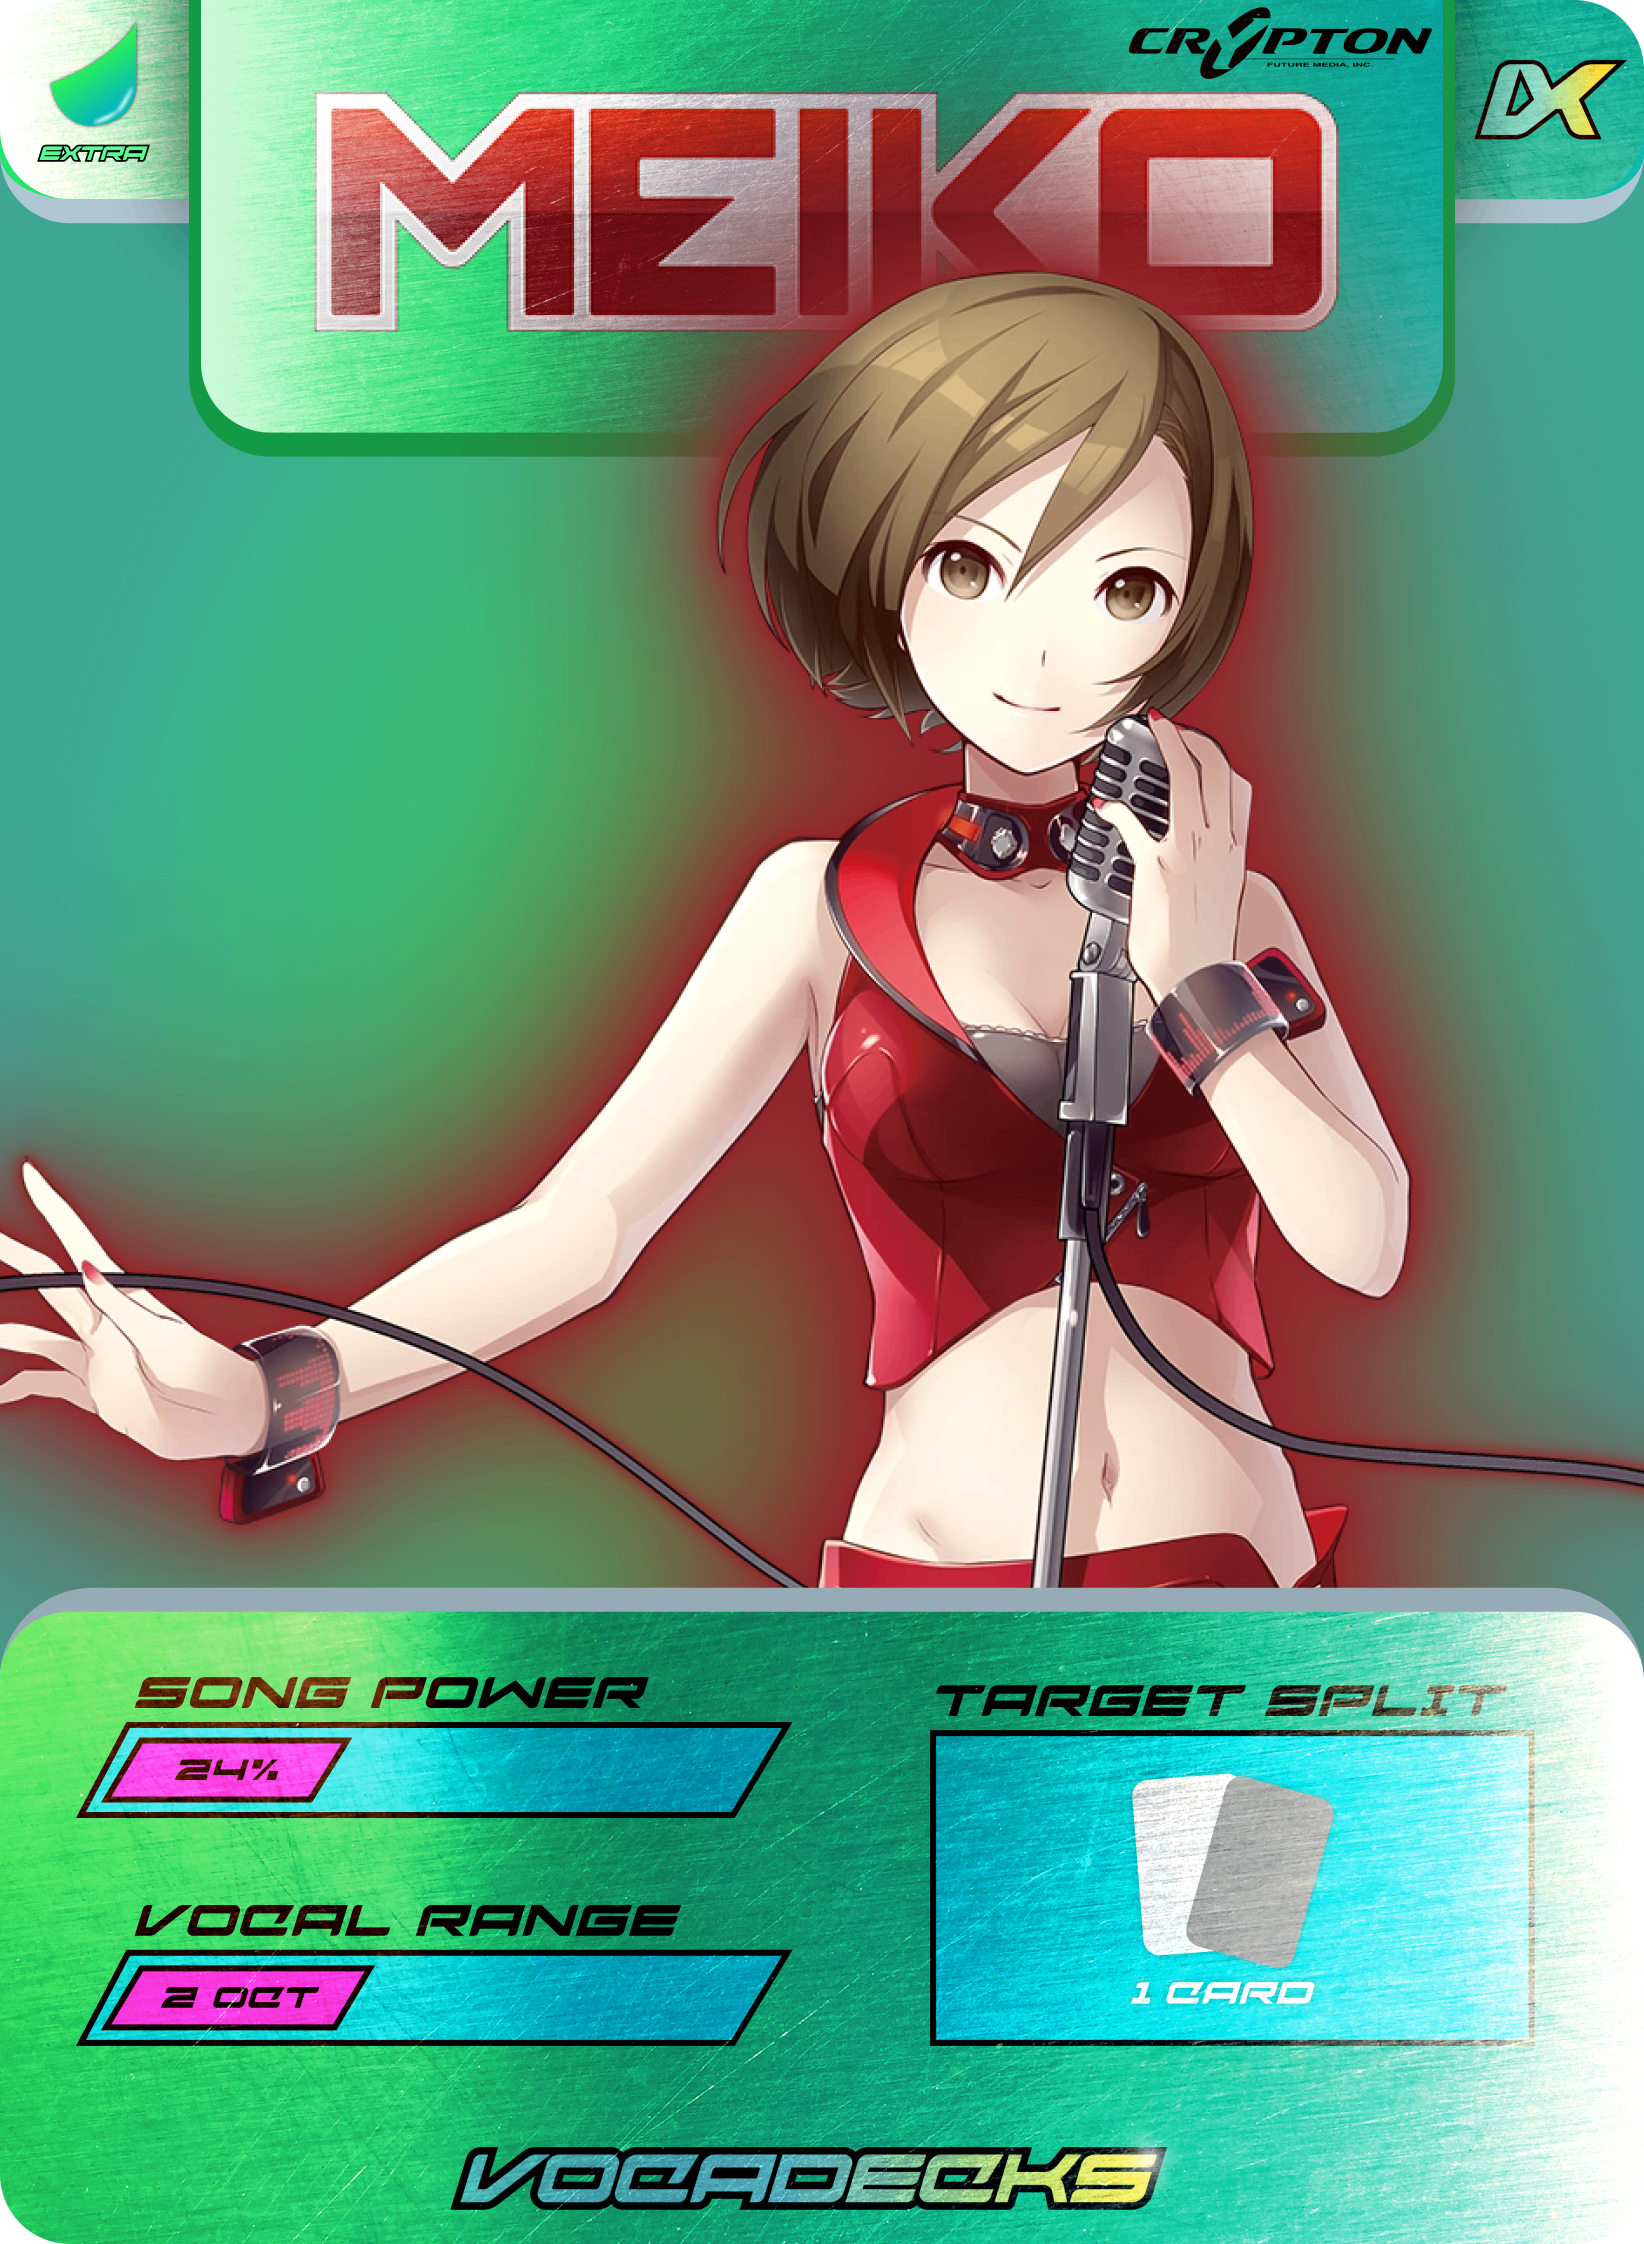 CRYPTON
FUTURE MEDIA, INC.
EXTRA
DX
MEIKO
SONG POWER
24%
TARGET SPLIT
1 CARD
VOCAL RANGE
2 OCT
VOCADECKS